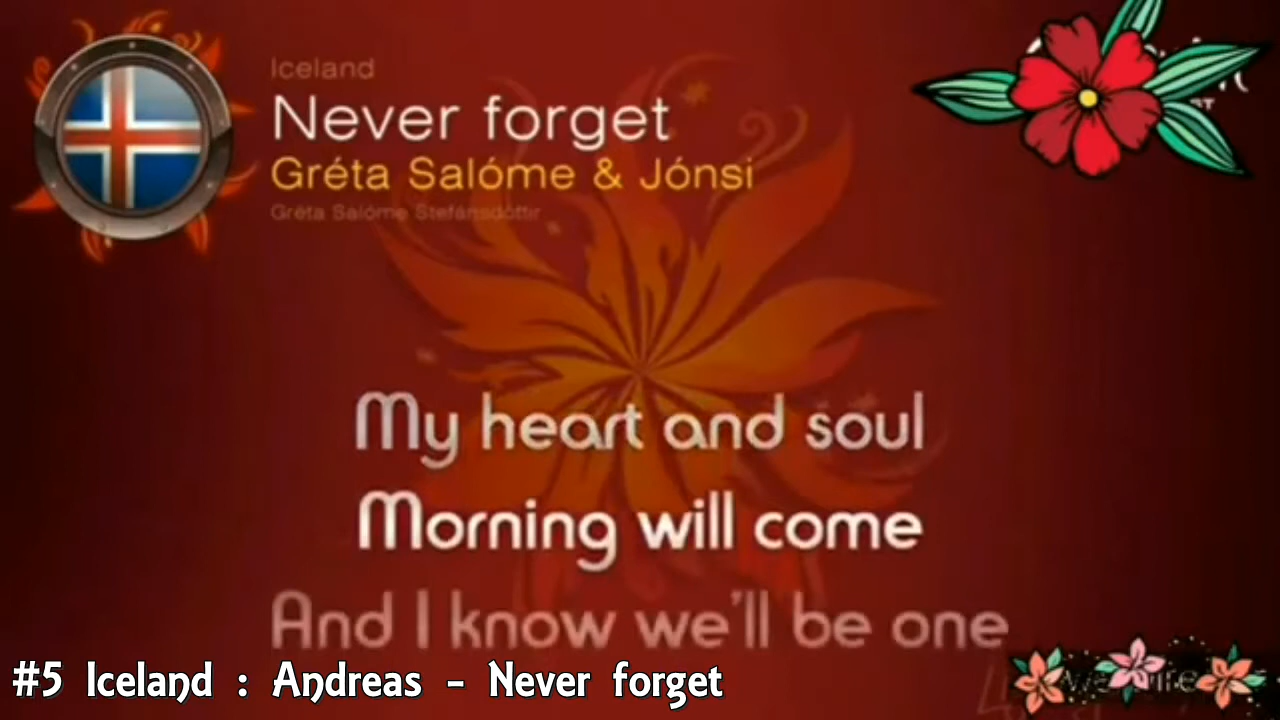 Iceland
Never forget
Gréta Salóme & Jónsi
Gréta Salóme Stefánsdóttir
My heart and soul
Morning will come
And I know we'll be one
#5 Iceland : Andreas - Never forget